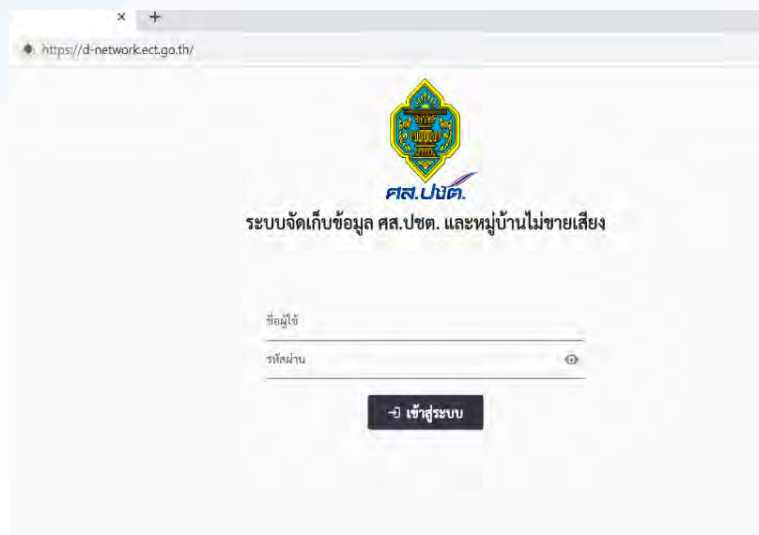 https://d-network.ect.go.th/
ศส.ปชต.
ระบบจัดเก็บข้อมูล ศส.ปชต. และหมู่บ้านไม่ขายเสียง
ชื่อผู้ใช้
รหัสผ่าน
เข้าสู่ระบบ